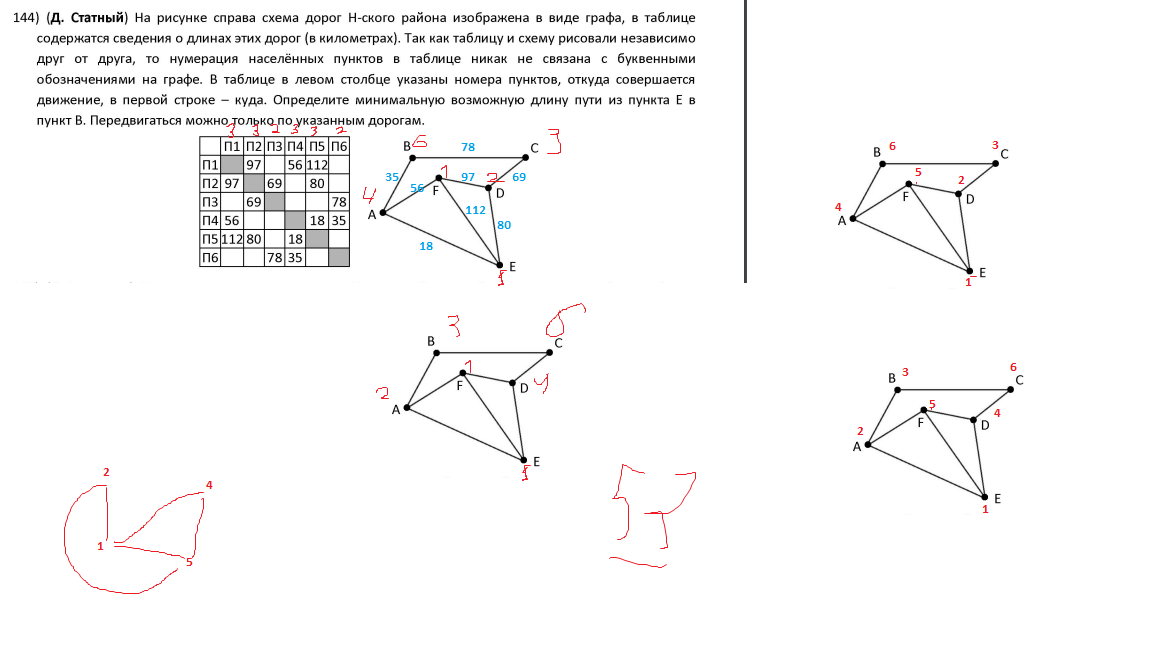 144) (Д. Статный) На рисунке справа схема дорог Н-ского района изображена в виде графа, в таблице
содержатся сведения о длинах этих дорог (в километрах). Так как таблицу и схему рисовали независимо
друг от друга, то нумерация населённых пунктов в таблице никак не связана с буквенными
обозначениями на графе. В таблице в левом столбце указаны номера пунктов, откуда совершается
движение, в первой строке – куда. Определите минимальную возможную длину пути из пункта E в
пункт B. Передвигаться можно только по указанным дорогам.
3 3 2 3 3 2
П1 П2 П3 П4 П5 П6
П1 97 56 112
П2 97 69 80
П3 69 78
П4 56 18 35
П5 112 80 18
П6 78 35
B 6 78 C 3
35 56 1 97 2 69
4 A F D
112 80
18
E 5
B 6 3 C
5 2
F D
4 A
1 E
3 6
B C
1
F D 4
2 A
E
5
B 3 6 C
5 4
F D
2 A
E
1
2
4
1
5
57